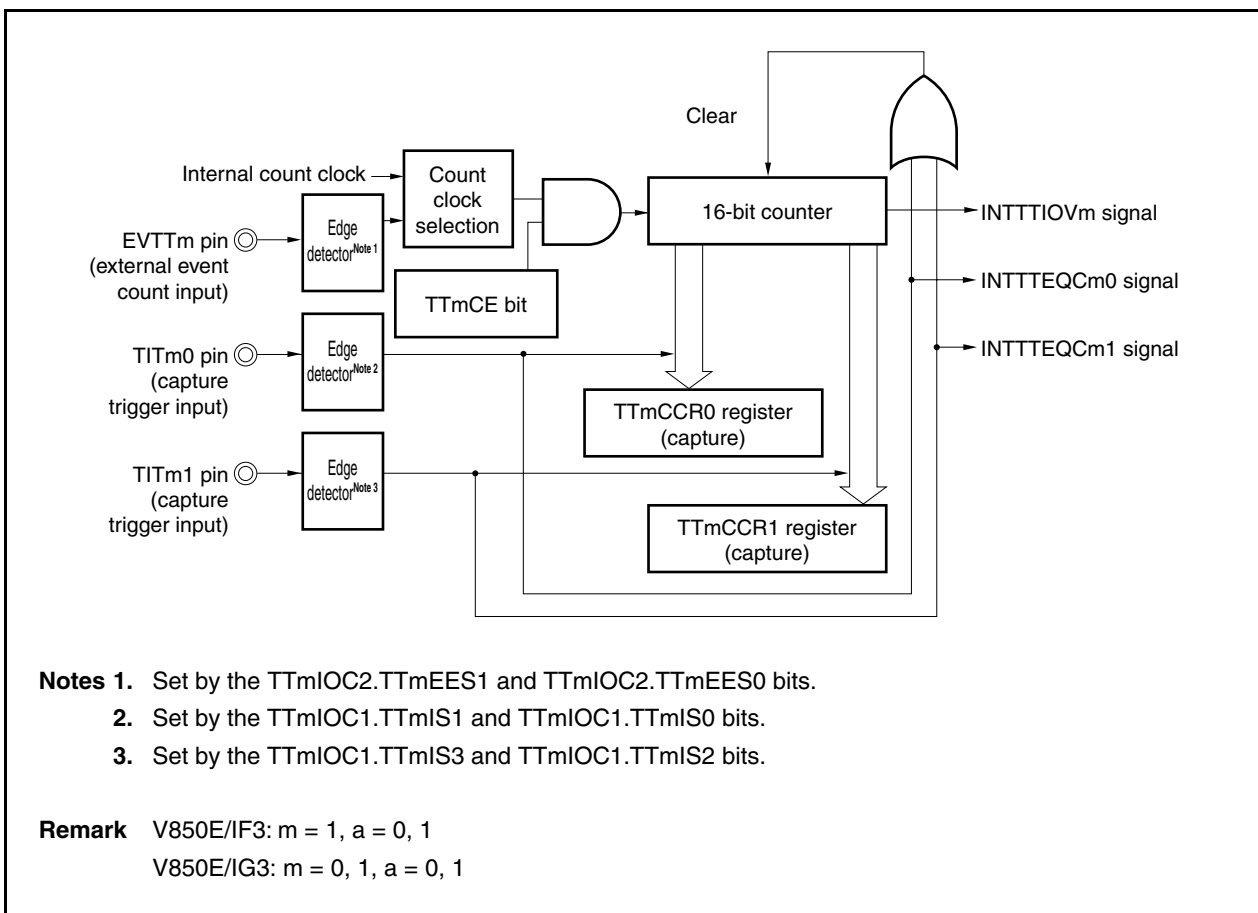 Clear
Internal count clock
Count
clock
selection
16-bit counter
INTTTIOVm signal
EVTTm pin
(external event
count input)
Edge
detectorNote 1
TTmCE bit
INTTTEQCm0 signal
TITm0 pin
(capture
trigger input)
Edge
detectorNote 2
INTTTEQCm1 signal
TTmCCR0 register
(capture)
TITm1 pin
(capture
trigger input)
Edge
detectorNote 3
TTmCCR1 register
(capture)
Notes 1. Set by the TTmIOC2.TTmEES1 and TTmIOC2.TTmEES0 bits.
2. Set by the TTmIOC1.TTmIS1 and TTmIOC1.TTmIS0 bits.
3. Set by the TTmIOC1.TTmIS3 and TTmIOC1.TTmIS2 bits.
Remark V850E/IF3: m = 1, a = 0, 1
V850E/IG3: m = 0, 1, a = 0, 1